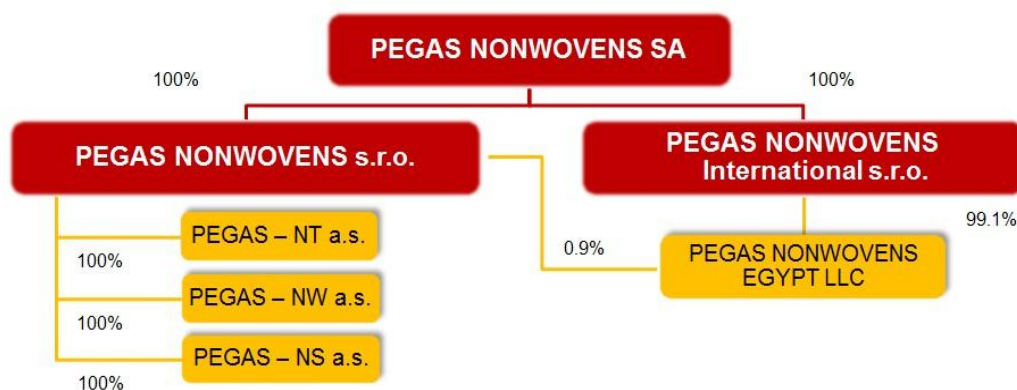 PEGAS NONWOVENS SA
100%
100%
PEGAS NONWOVENS s.r.o.
PEGAS NONWOVENS
International s.r.o.
PEGAS – NT a.s.
100%
PEGAS – NW a.s.
100%
PEGAS – NS a.s.
100%
0.9%
99.1%
PEGAS NONWOVENS
EGYPT LLC